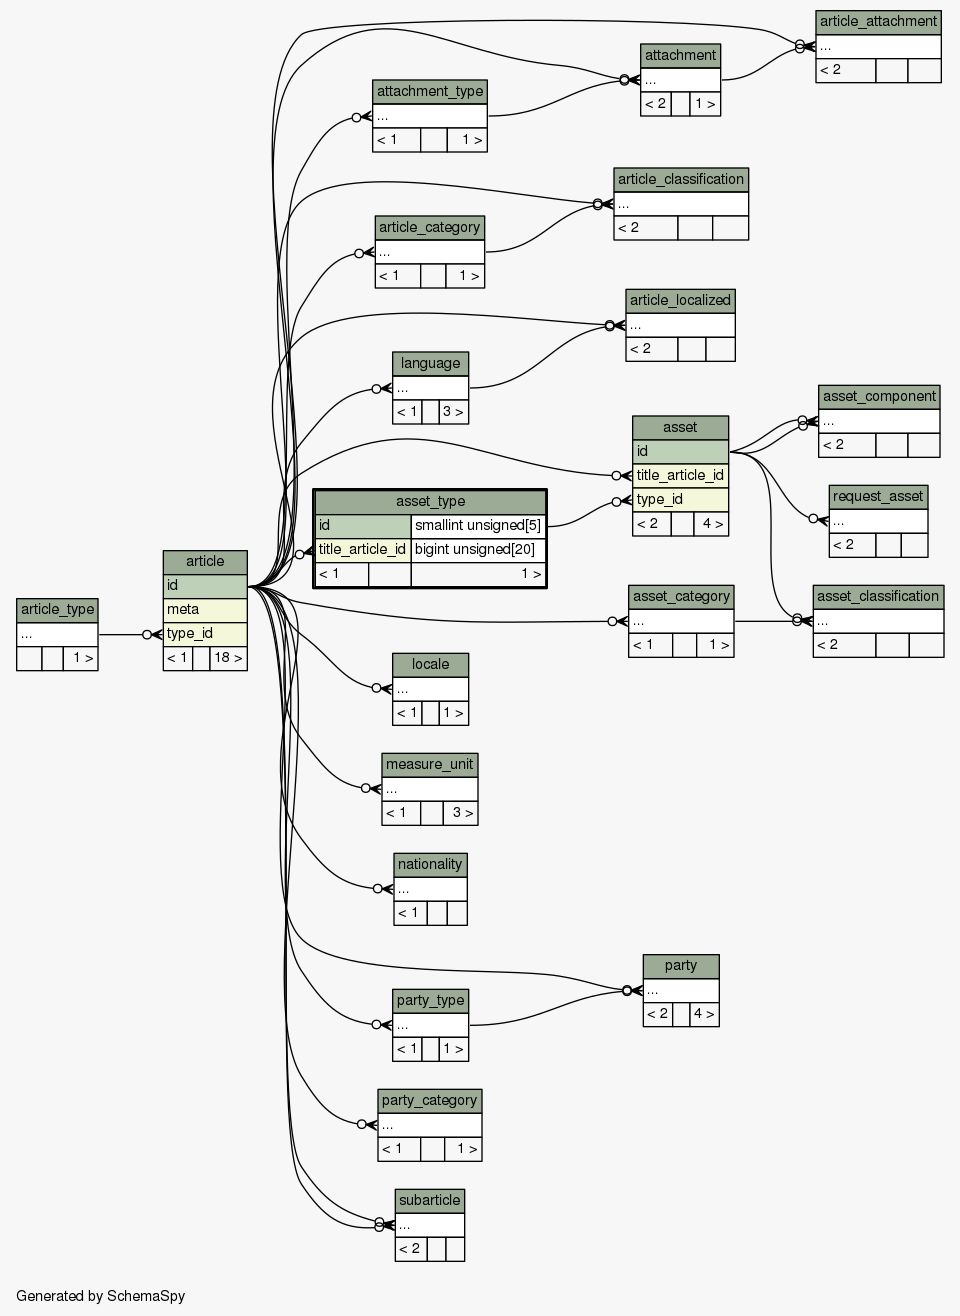 article_attachment
...
< 2
attachment
...
< 2 1 >
attachment_type
...
< 1 1 >
article_classification
...
< 2
article_category
...
< 1 1 >
article_localized
...
< 2
language
...
< 1 3 >
asset_component
...
< 2
asset
id
title_article_id
type_id
< 2 4 >
request_asset
...
< 2
asset_type
id smallint unsigned[5]
title_article_id bigint unsigned[20]
< 1 1 >
article
id
meta
type_id
< 1 18 >
article_type
...
1 >
asset_category
...
< 1 1 >
asset_classification
...
< 2
locale
...
< 1 1 >
measure_unit
...
< 1 3 >
nationality
...
< 1
party
...
< 2 4 >
party_type
...
< 1 1 >
party_category
...
< 1 1 >
subarticle
...
< 2
Generated by SchemaSpy